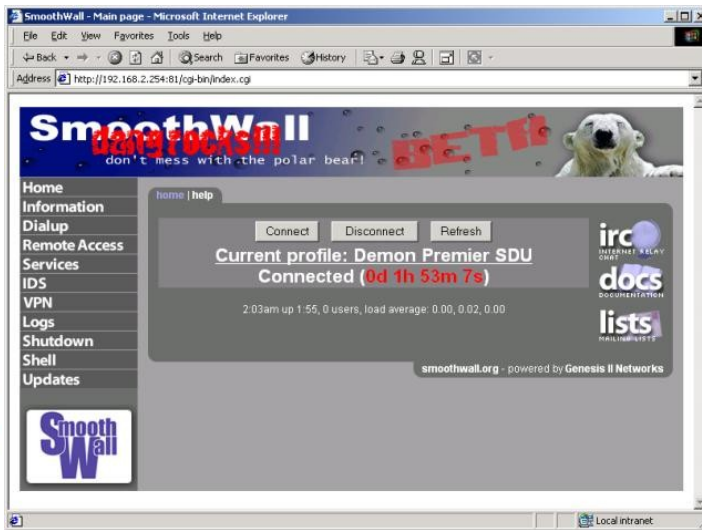 SmoothWall - Main page - Microsoft Internet Explorer
File Edit View Favorites Tools Help
Back Search Favorites History
Address http://192.168.2.254:81/cgi-bin/index.cgi
SmoothWall
dangrocks!!!
don't mess with the polar bear!
BETA
Home
Information
Dialup
Remote Access
Services
IDS
VPN
Logs
Shutdown
Shell
Updates
Smooth
Wall
home | help
Connect Disconnect Refresh
Current profile: Demon Premier SDU
Connected (0d 1h 53m 7s)
2:03am up 1:55, 0 users, load average: 0.00, 0.02, 0.00
irc
INTERNET RELAY
CHAT
docs
DOCUMENTATION
lists
MAILING LISTS
smoothwall.org - powered by Genesis II Networks
Local intranet